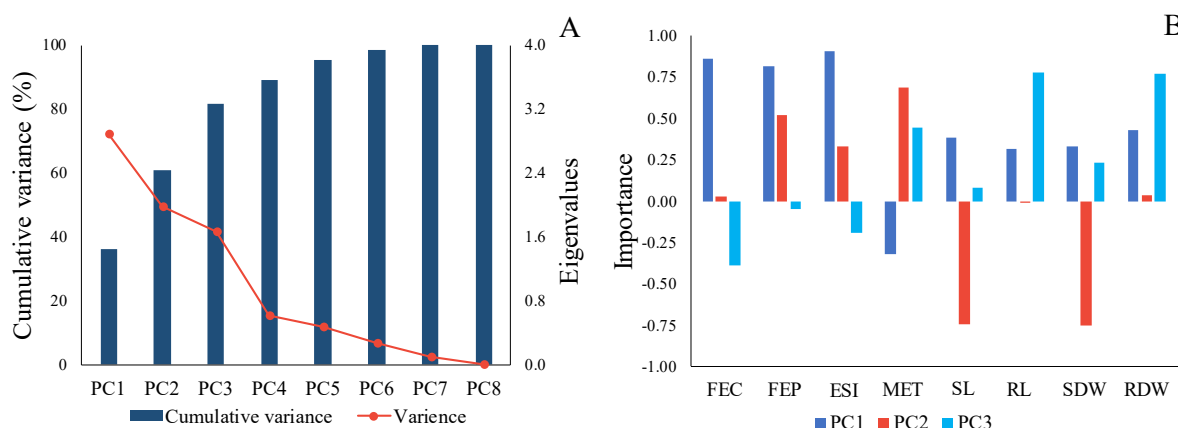 A
Cumulative variance (%)
100
80
60
40
20
0
4.0
3.2
2.4
1.6
0.8
0.0
Eigenvalues
PC1 PC2 PC3 PC4 PC5 PC6 PC7 PC8
Cumulative variance Varience
B
Importance
1.00
0.75
0.50
0.25
0.00
-0.25
-0.50
-0.75
-1.00
FEC FEP ESI MET SL RL SDW RDW
PC1 PC2 PC3